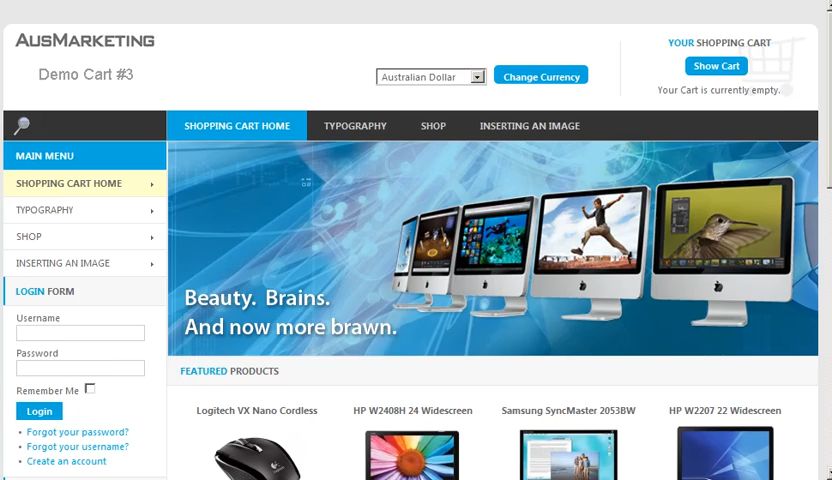 AusMarketing
Demo Cart #3
Australian Dollar
Change Currency
YOUR SHOPPING CART
Show Cart
Your Cart is currently empty.
SHOPPING CART HOME
TYPOGRAPHY
SHOP
INSERTING AN IMAGE
MAIN MENU
SHOPPING CART HOME
TYPOGRAPHY
SHOP
INSERTING AN IMAGE
LOGIN FORM
Username
Password
Remember Me
Login
Forgot your password?
Forgot your username?
Create an account
Beauty. Brains.
And now more brawn.
FEATURED PRODUCTS
Logitech VX Nano Cordless
HP W2408H 24 Widescreen
Samsung SyncMaster 2053BW
HP W2207 22 Widescreen